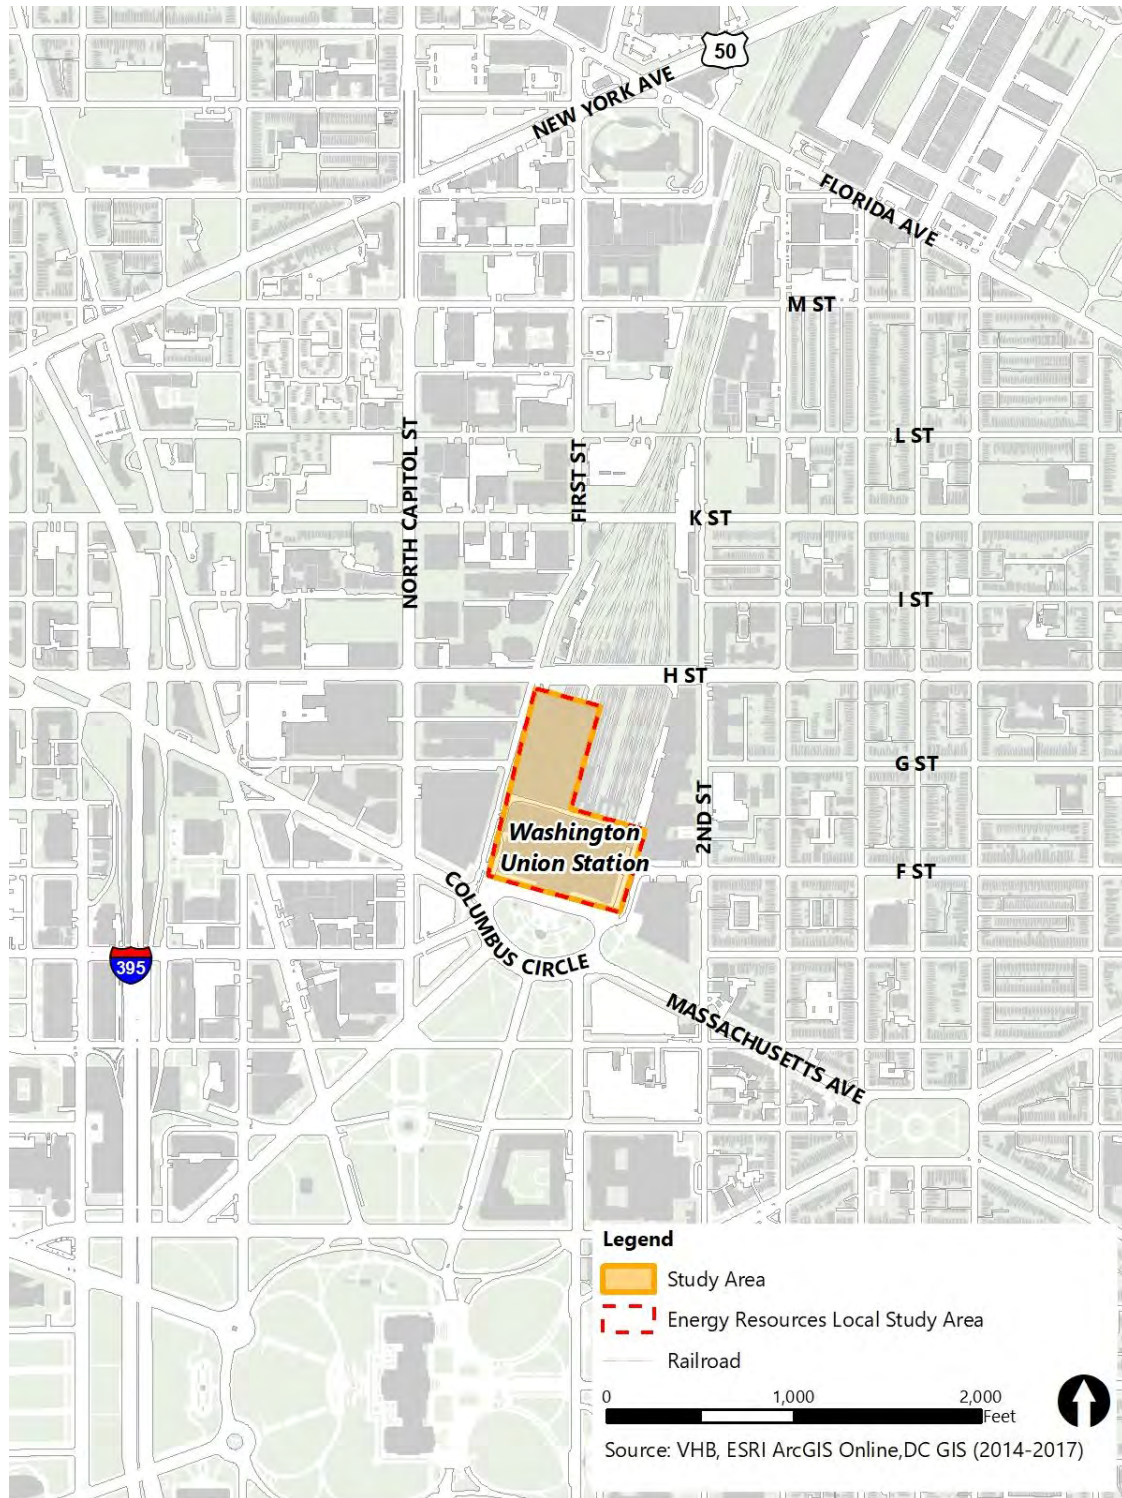 50
NEW YORK AVE
FLORIDA AVE
M ST
L ST
NORTH CAPITOL ST
FIRST ST
K ST
I ST
H ST
G ST
2ND ST
Washington
Union Station
F ST
COLUMBUS CIRCLE
395
MASSACHUSETTS AVE
Legend
Study Area
Energy Resources Local Study Area
Railroad
0 1,000 2,000
Feet
Source: VHB, ESRI ArcGIS Online,DC GIS (2014-2017)